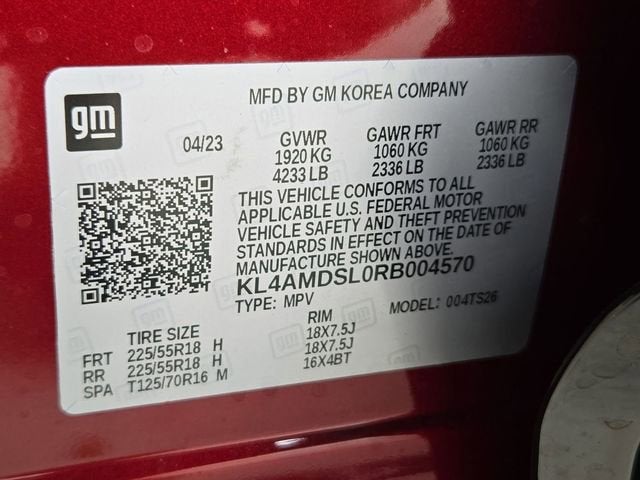 gm
MFD BY GM KOREA COMPANY
04/23 GVWR GAWR FRT GAWR RR
1920 KG 1060 KG 1060 KG
4233 LB 2336 LB 2336 LB
THIS VEHICLE CONFORMS TO ALL
APPLICABLE U.S. FEDERAL MOTOR
VEHICLE SAFETY AND THEFT PREVENTION
STANDARDS IN EFFECT ON THE DATE OF
MANUFACTURE SHOWN ABOVE.
KL4AMDSL0RB004570
TYPE: MPV MODEL: 004TS26
TIRE SIZE RIM
FRT 225/55R18 H 18X7.5J
RR 225/55R18 H 18X7.5J
SPA T125/70R16 M 16X4BT